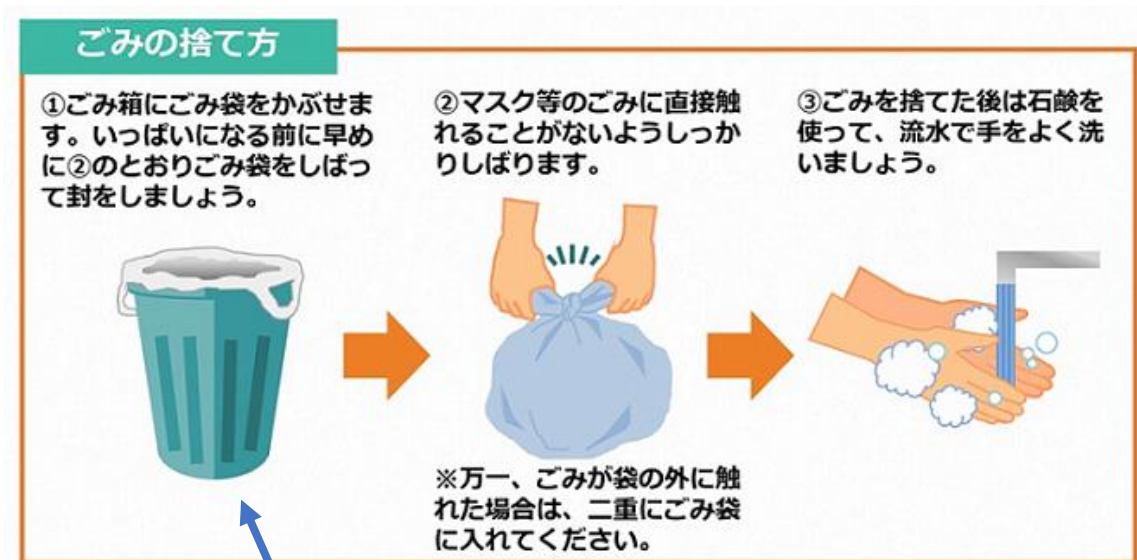 ごみの捨て方
①ごみ箱にごみ袋をかぶせま
す。いっぱいになる前に早め
に②のとおりごみ袋をしばっ
て封をしましょう。
②マスク等のごみに直接触
れることがないようしっか
りしばります。
※万一、ごみが袋の外に触
れた場合は、二重にごみ袋
に入れてください。
③ごみを捨てた後は石鹸を
使って、流水で手をよく洗
いましょう。